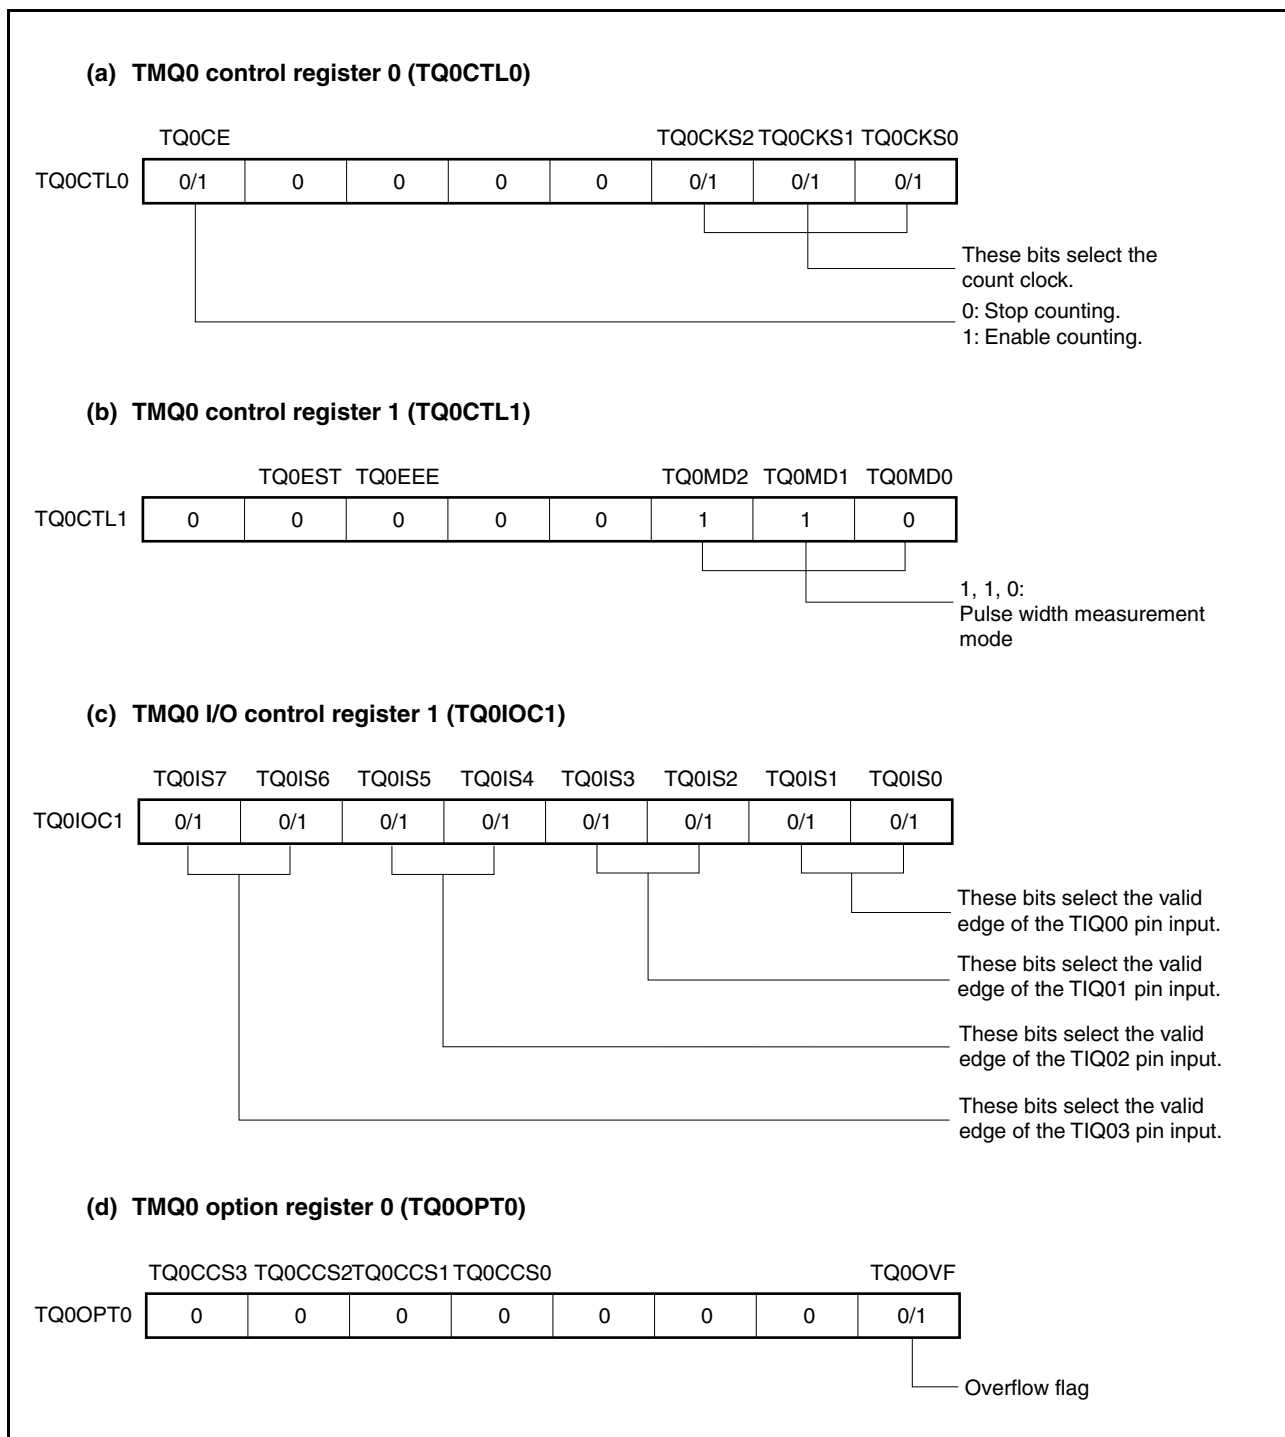 (a) TMQ0 control register 0 (TQ0CTL0)
TQ0CE TQ0CKS2 TQ0CKS1 TQ0CKS0
TQ0CTL0 0/1 0 0 0 0 0/1 0/1 0/1
These bits select the
count clock.
0: Stop counting.
1: Enable counting.
(b) TMQ0 control register 1 (TQ0CTL1)
TQ0EST TQ0EEE TQ0MD2 TQ0MD1 TQ0MD0
TQ0CTL1 0 0 0 0 0 1 1 0
1, 1, 0:
Pulse width measurement
mode
(c) TMQ0 I/O control register 1 (TQ0IOC1)
TQ0IS7 TQ0IS6 TQ0IS5 TQ0IS4 TQ0IS3 TQ0IS2 TQ0IS1 TQ0IS0
TQ0IOC1 0/1 0/1 0/1 0/1 0/1 0/1 0/1 0/1
These bits select the valid
edge of the TIQ00 pin input.
These bits select the valid
edge of the TIQ01 pin input.
These bits select the valid
edge of the TIQ02 pin input.
These bits select the valid
edge of the TIQ03 pin input.
(d) TMQ0 option register 0 (TQ0OPT0)
TQ0CCS3 TQ0CCS2 TQ0CCS1 TQ0CCS0 TQ0OVF
TQ0OPT0 0 0 0 0 0 0 0 0/1
Overflow flag